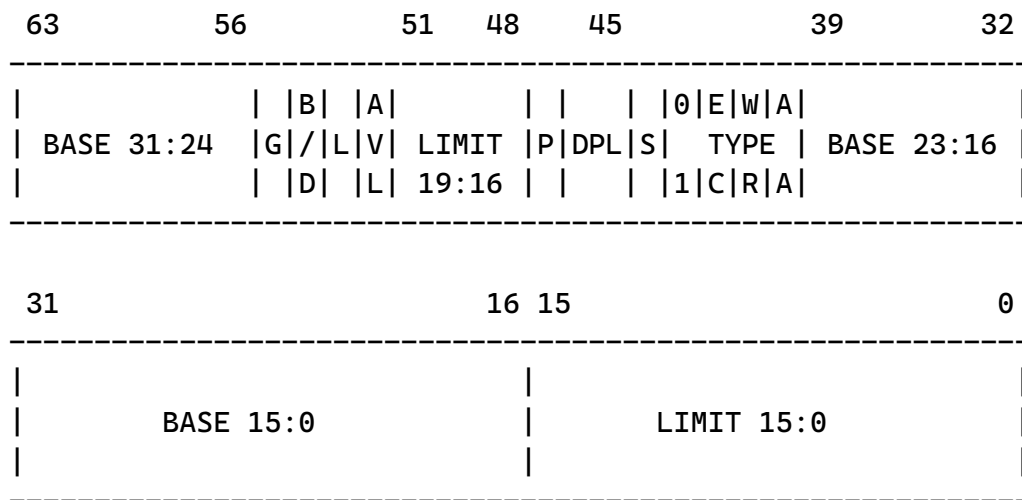 63 56 51 48 45 39 32
-------------------------------------------------------------
| | |B| |A| | | | |0|E|W|A| |
| BASE 31:24 |G|/|L|V| LIMIT |P|DPL|S| TYPE | BASE 23:16 |
| | |D| |L| 19:16 | | | |1|C|R|A| |
-------------------------------------------------------------
31 16 15 0
-------------------------------------------------------------
| | |
| BASE 15:0 | LIMIT 15:0 |
| | |
-------------------------------------------------------------